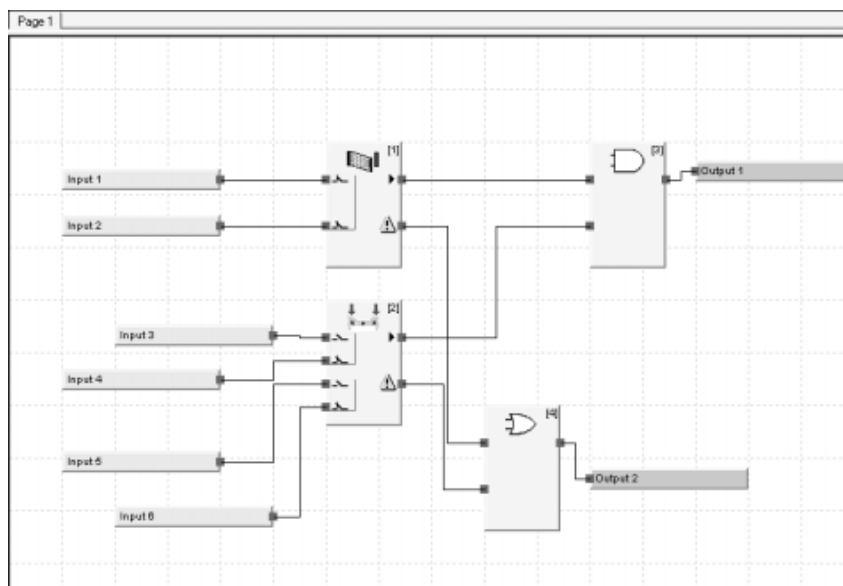 Page 1
[1]
[3]
Input 1
Output 1
Input 2
[2]
Input 3
Input 4
[4]
Input 5
Output 2
Input 6